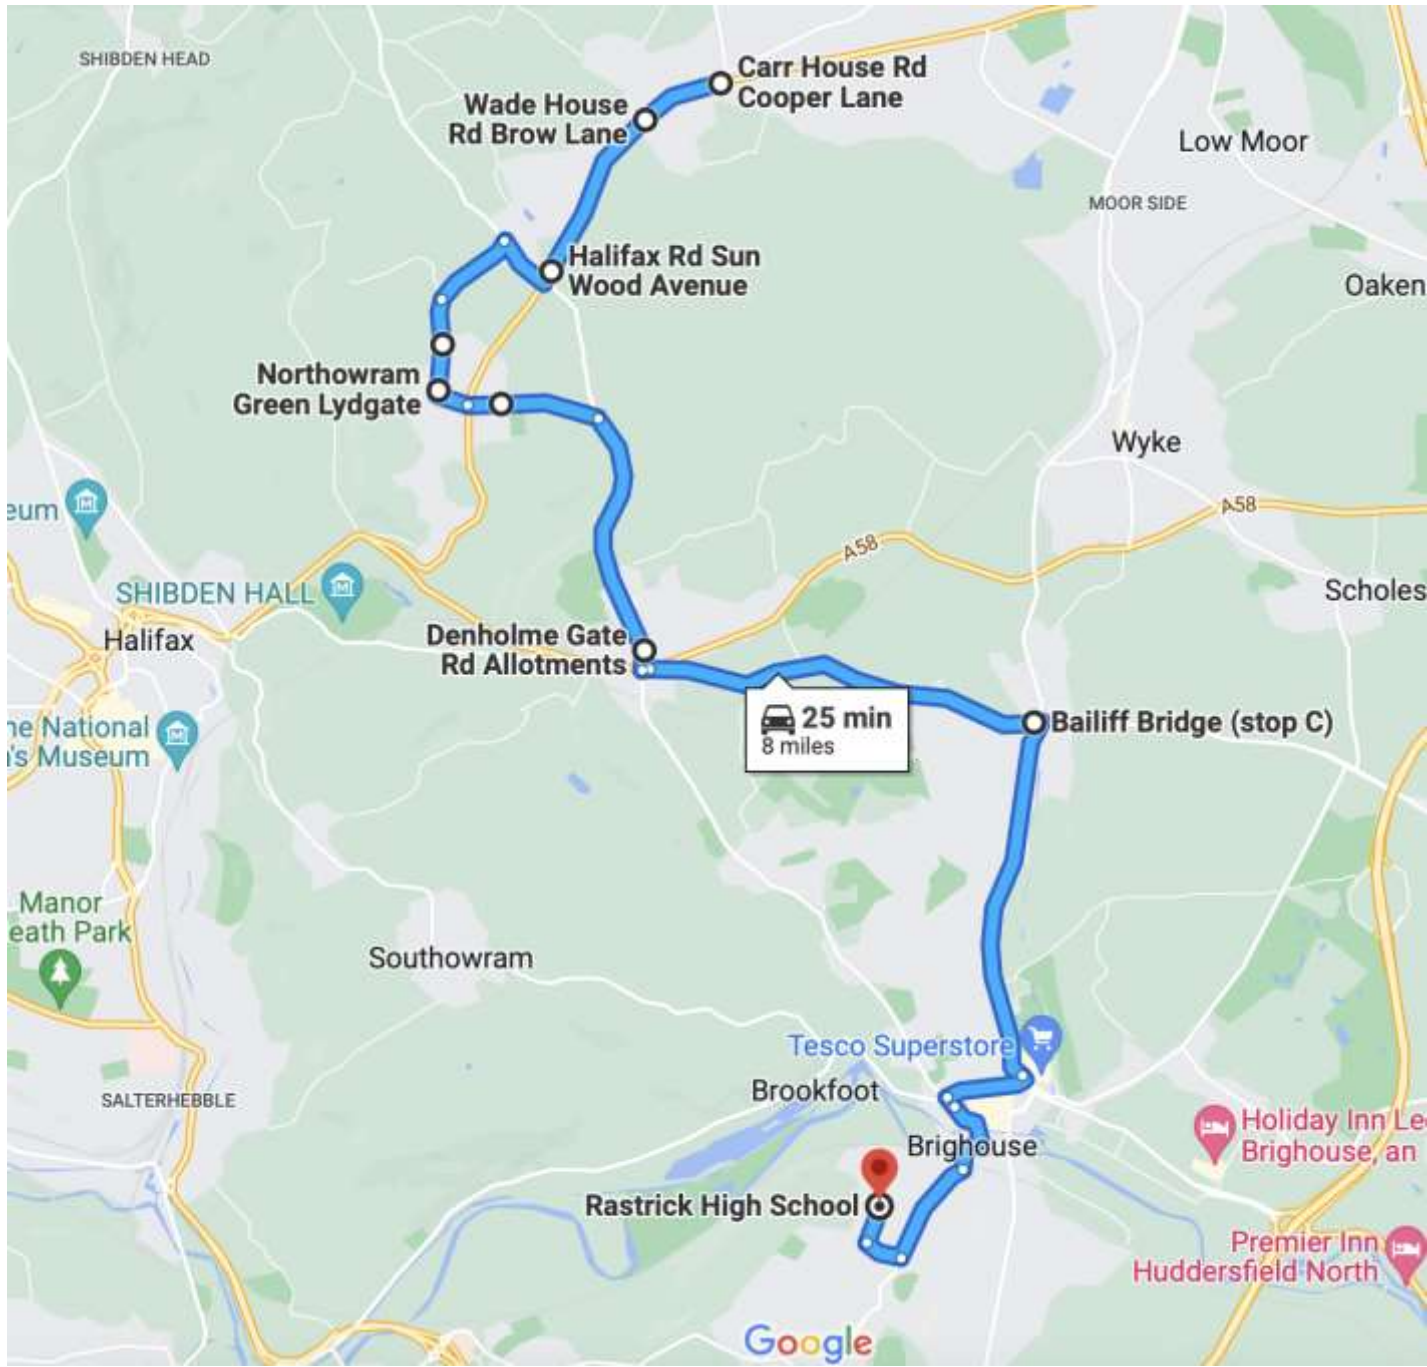 SHIBDEN HEAD
Carr House Rd
Cooper Lane
Wade House
Rd Brow Lane
Low Moor
MOOR SIDE
Halifax Rd Sun
Wood Avenue
Oaken
Northowram
Green Lydgate
Wyke
eum
A58
A58
SHIBDEN HALL
Scholes
Halifax
Denholme Gate
Rd Allotments
25 min
8 miles
Bailiff Bridge (stop C)
ne National
's Museum
Manor
eath Park
Southowram
Tesco Superstore
Brookfoot
SALTERHEBBLE
Brighouse
Holiday Inn Le
Brighouse, an
Rastrick High School
Premier Inn
Huddersfield North
Google